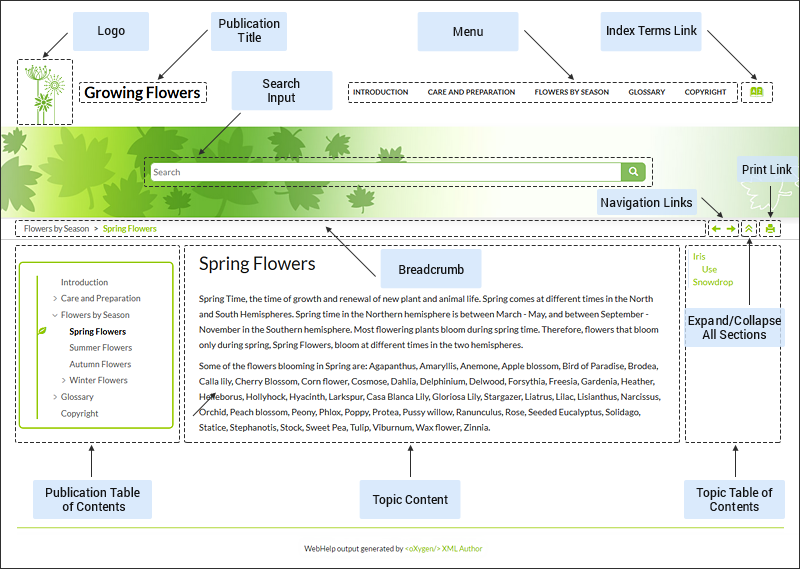 Logo
Publication
Title
Menu
Index Terms Link
Growing Flowers
Search
Input
INTRODUCTION CARE AND PREPARATION FLOWERS BY SEASON GLOSSARY COPYRIGHT
Search
Print Link
Navigation Links
Flowers by Season > Spring Flowers
Breadcrumb
Introduction
Care and Preparation
Flowers by Season
Spring Flowers
Summer Flowers
Autumn Flowers
Winter Flowers
Glossary
Copyright
Spring Flowers
Spring Time, the time of growth and renewal of new plant and animal life. Spring comes at different times in the North
and South Hemispheres. Spring time in the Northern hemisphere is between March - May, and between September -
November in the Southern hemisphere. Most flowering plants bloom during spring time. Therefore, flowers that bloom
only during spring, Spring Flowers, bloom at different times in the two hemispheres.
Some of the flowers blooming in Spring are: Agapanthus, Amaryllis, Anemone, Apple blossom, Bird of Paradise, Brodea,
Calla lily, Cherry Blossom, Corn flower, Cosmose, Dahlia, Delphinium, Delwood, Forsythia, Freesia, Gardenia, Heather,
Helleborus, Hollyhock, Hyacinth, Larkspur, Casa Blanca Lily, Gloriosa Lily, Stargazer, Liatrus, Lilac, Lisianthus, Narcissus,
Orchid, Peach blossom, Peony, Phlox, Poppy, Protea, Pussy willow, Ranunculus, Rose, Seeded Eucalyptus, Solidago,
Statice, Stephanotis, Stock, Sweet Pea, Tulip, Viburnum, Wax flower, Zinnia.
Iris
Use
Snowdrop
Expand/Collapse
All Sections
Publication Table
of Contents
Topic Content
Topic Table of
Contents
WebHelp output generated by <oXygen/> XML Author